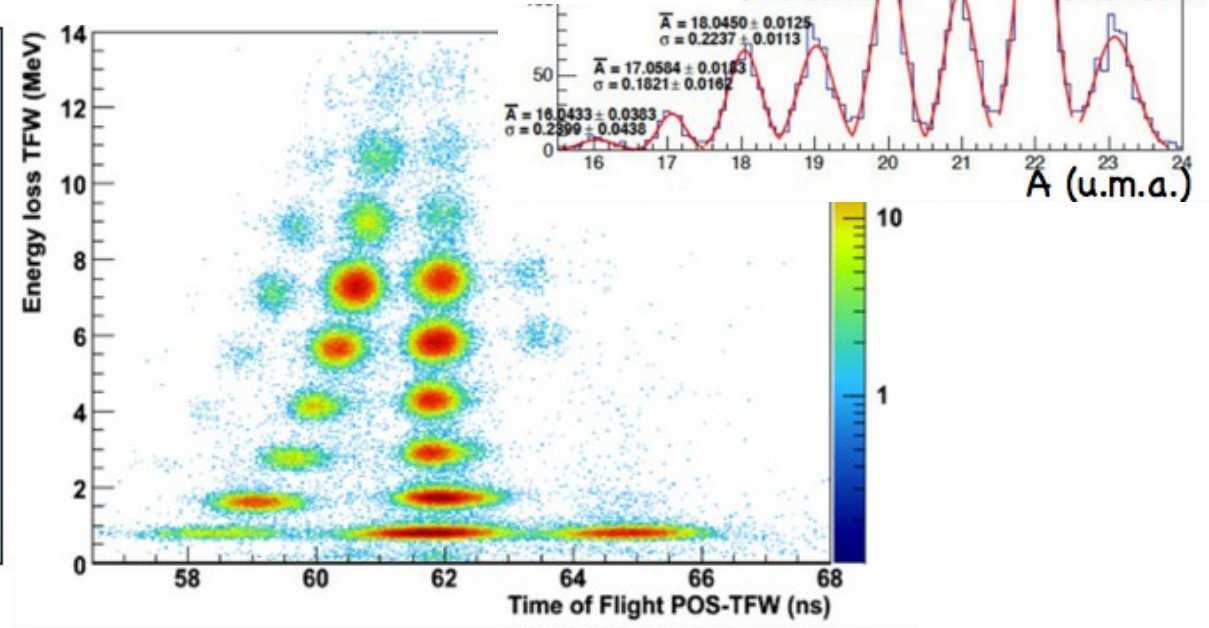 Ā = 18.0450 ± 0.0125
σ = 0.2237 ± 0.0113
50
Ā = 17.0584 ± 0.0183
σ = 0.1821 ± 0.0162
Ā = 16.0433 ± 0.0383
σ = 0.2399 ± 0.0438
0
16 17 18 19 20 21 22 23 24
A (u.m.a.)
Energy loss TFW (MeV)
14
12
10
8
6
4
2
0
58 60 62 64 66 68
Time of Flight POS-TFW (ns)
10
1